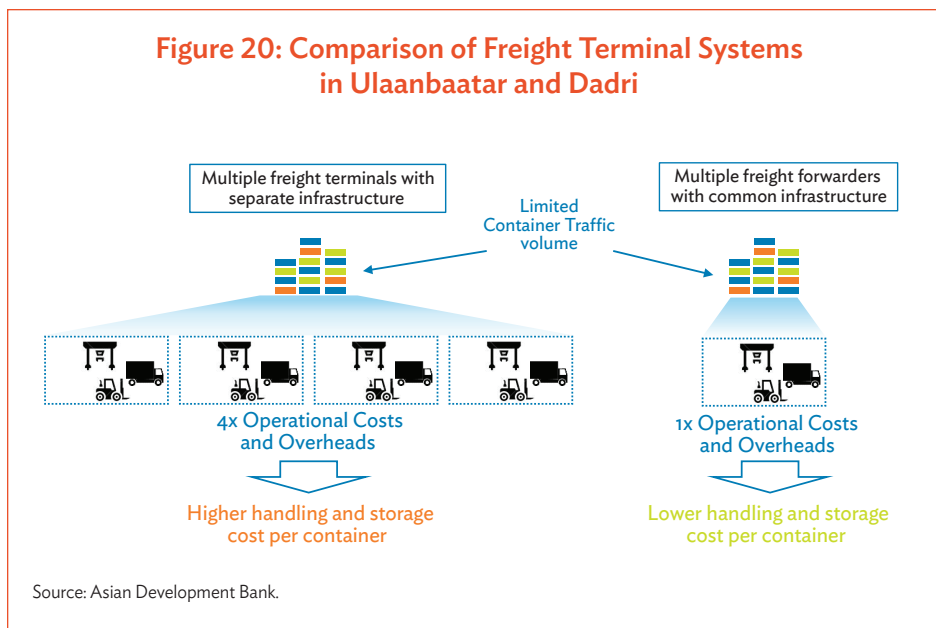 Figure 20: Comparison of Freight Terminal Systems
in Ulaanbaatar and Dadri
Multiple freight terminals with
separate infrastructure
Limited
Container Traffic
volume
Multiple freight forwarders
with common infrastructure
4x Operational Costs
and Overheads
1x Operational Costs
and Overheads
Higher handling and storage
cost per container
Lower handling and storage
cost per container
Source: Asian Development Bank.